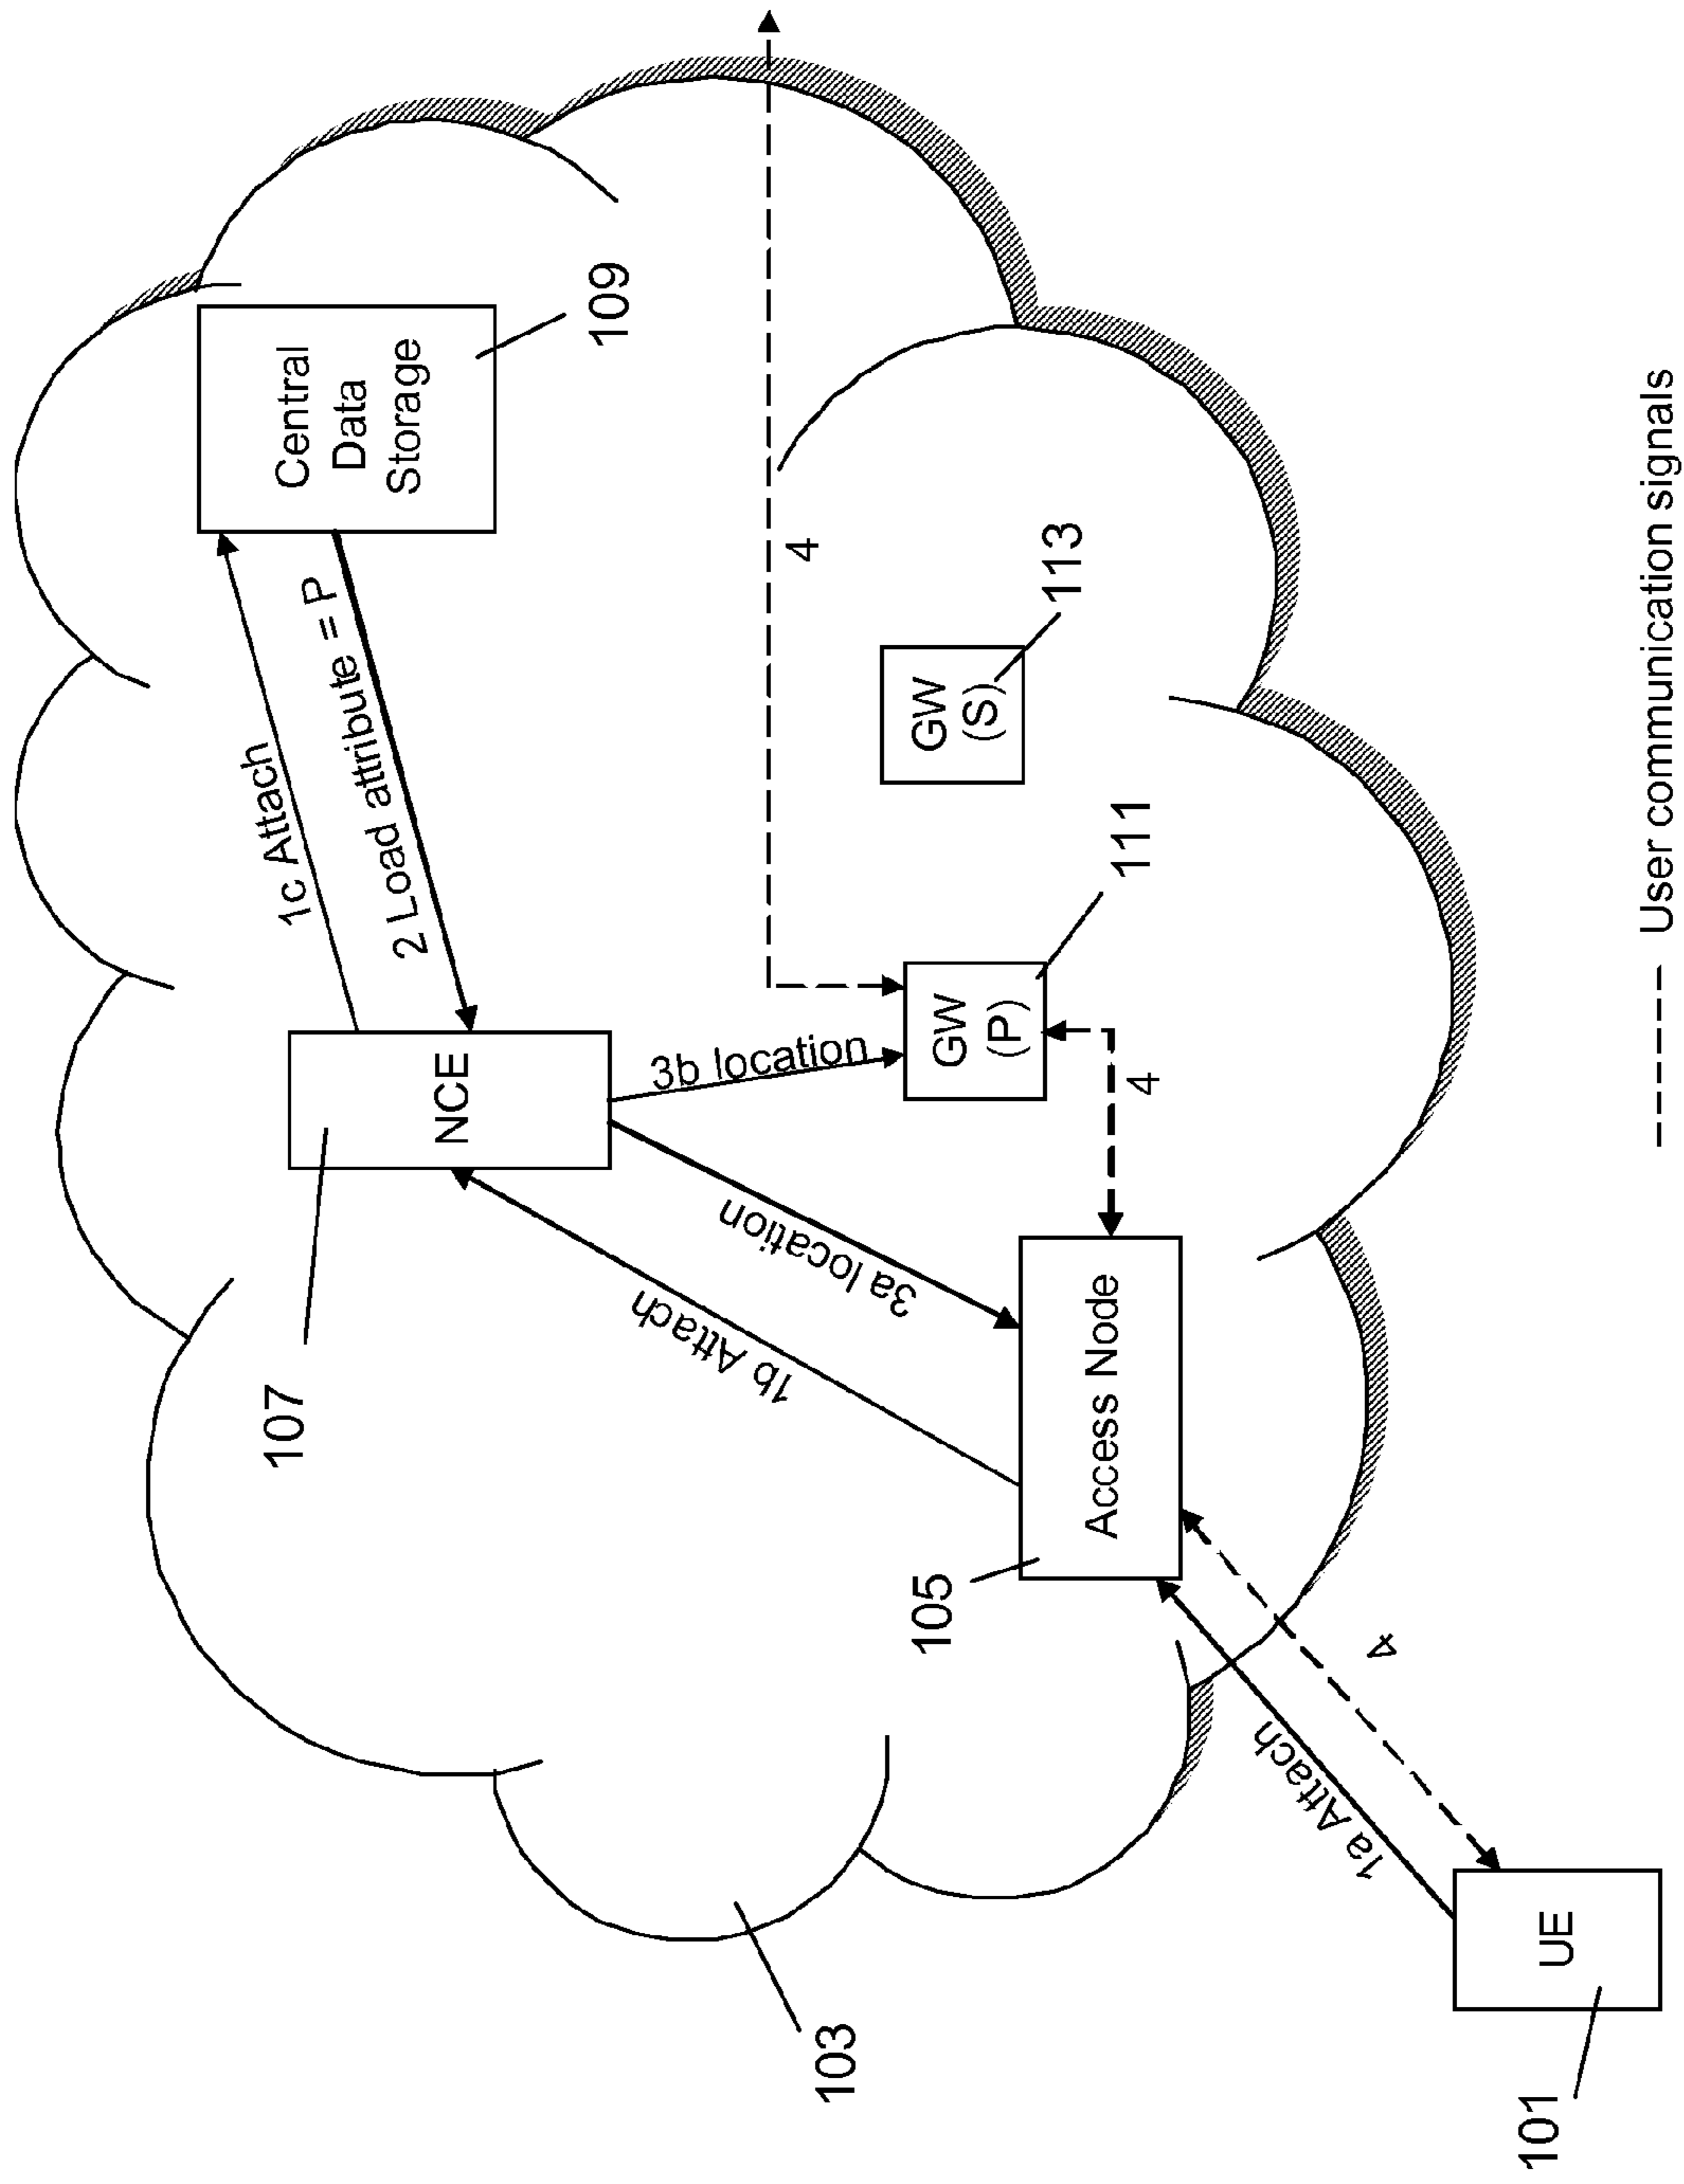 Central
Data
Storage
109
1c Attach
2 Load attribute = P
4
GW
(S)
113
NCE
107
3b location
GW
(P)
111
3a location
1b Attach
4
Access Node
105
4
1a Attach
103
UE
101
User communication signals